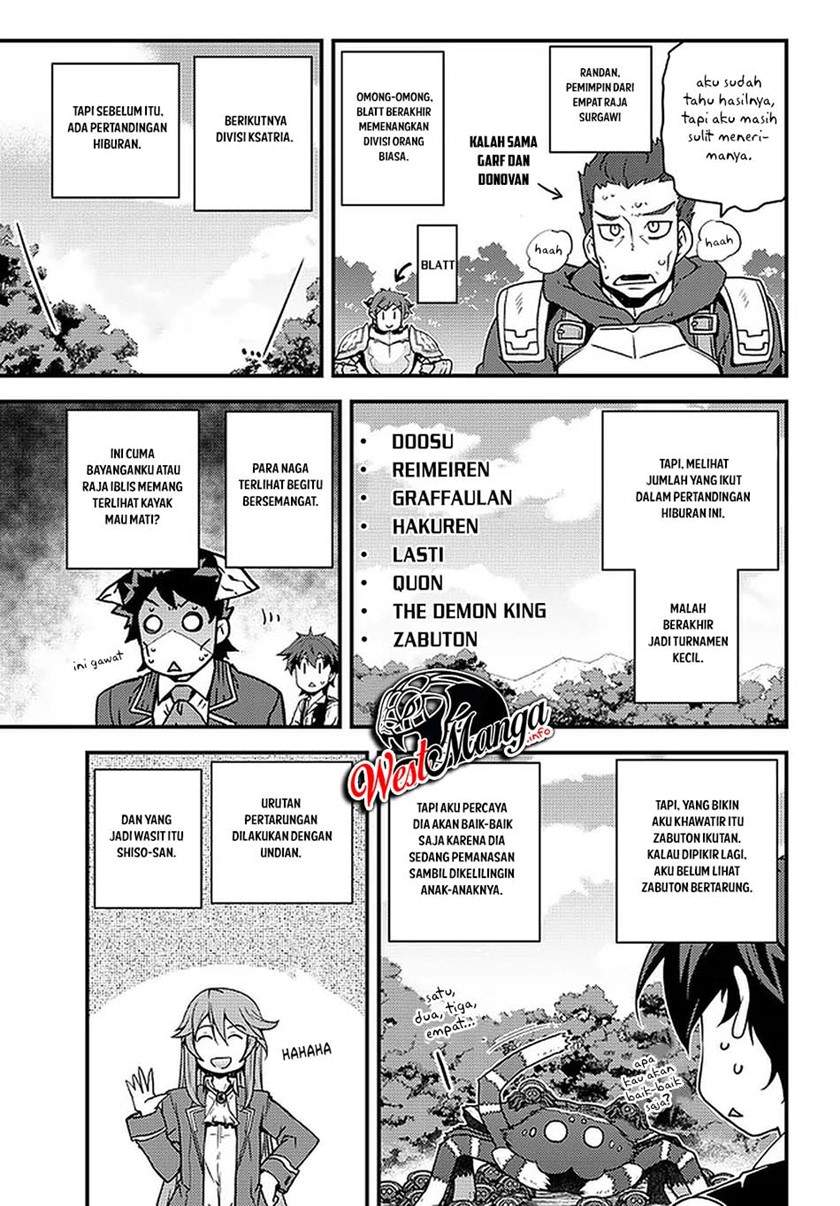 aku sudah
tahu hasilnya,
tapi aku masih
sulit meneri-
manya.
RANDAN,
PEMIMPIN DARI
EMPAT RAJA
SURGAWI
KALAH SAMA
GARF DAN
DONOVAN
haah
haah
OMONG-OMONG,
BLATT BERAKHIR
MEMENANGKAN
DIVISI ORANG
BIASA.
BLATT
BERIKUTNYA
DIVISI KSATRIA.
TAPI SEBELUM ITU,
ADA PERTANDINGAN
HIBURAN.
TAPI, MELIHAT
JUMLAH YANG IKUT
DALAM PERTANDINGAN
HIBURAN INI.
MALAH
BERAKHIR
JADI TURNAMEN
KECIL.
• DOOSU
• REIMEIREN
• GRAFFAULAN
• HAKUREN
• LASTI
• QUON
• THE DEMON KING
• ZABUTON
PARA NAGA
TERLIHAT BEGITU
BERSEMANGAT.
INI CUMA
BAYANGANKU ATAU
RAJA IBLIS MEMANG
TERLIHAT KAYAK
MAU MATI?
ini gawat
WestManga
.info
TAPI, YANG BIKIN
AKU KHAWATIR ITU
ZABUTON IKUTAN.
KALAU DIPIKIR LAGI,
AKU BELUM LIHAT
ZABUTON BERTARUNG.
TAPI AKU PERCAYA
DIA AKAN BAIK-BAIK
SAJA KARENA DIA
SEDANG PEMANASAN
SAMBIL DIKELILINGIN
ANAK-ANAKNYA.
satu,
dua, tiga,
empat...
apa
kau akan
baik-baik
saja?
URUTAN
PERTARUNGAN
DILAKUKAN DENGAN
UNDIAN.
DAN YANG
JADI WASIT ITU
SHISO-SAN.
HAHAHA